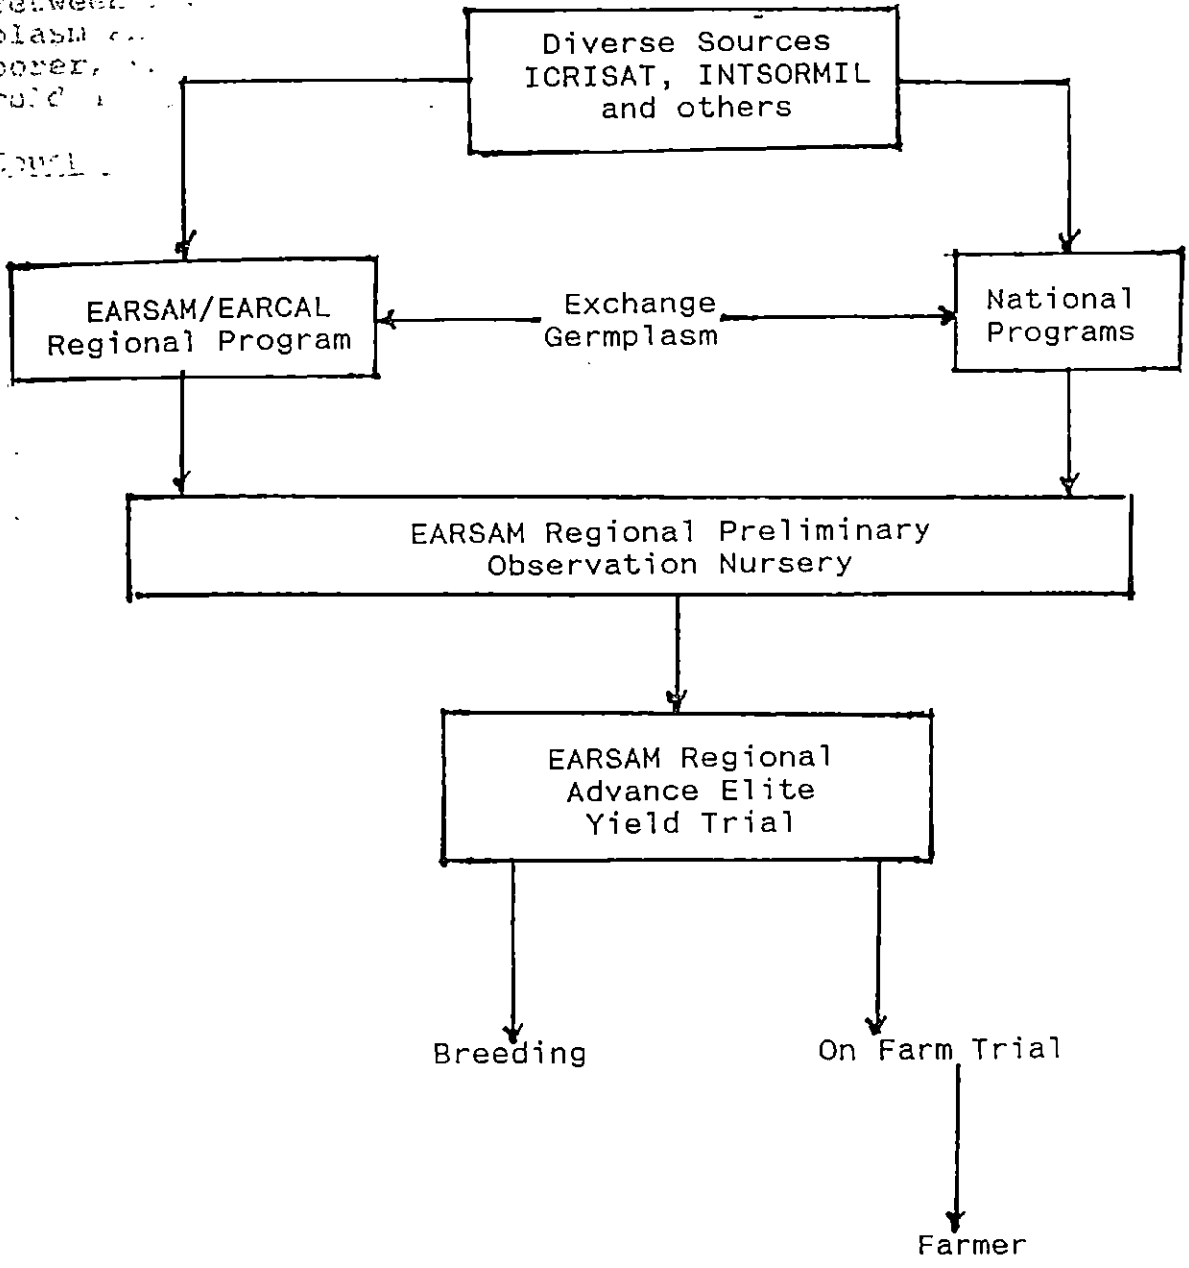 Diverse Sources
ICRISAT, INTSORMIL
and others
EARSAM/EARCAL
Regional Program
Exchange
Germplasm
National
Programs
EARSAM Regional Preliminary
Observation Nursery
EARSAM Regional
Advance Elite
Yield Trial
Breeding
On Farm Trial
Farmer